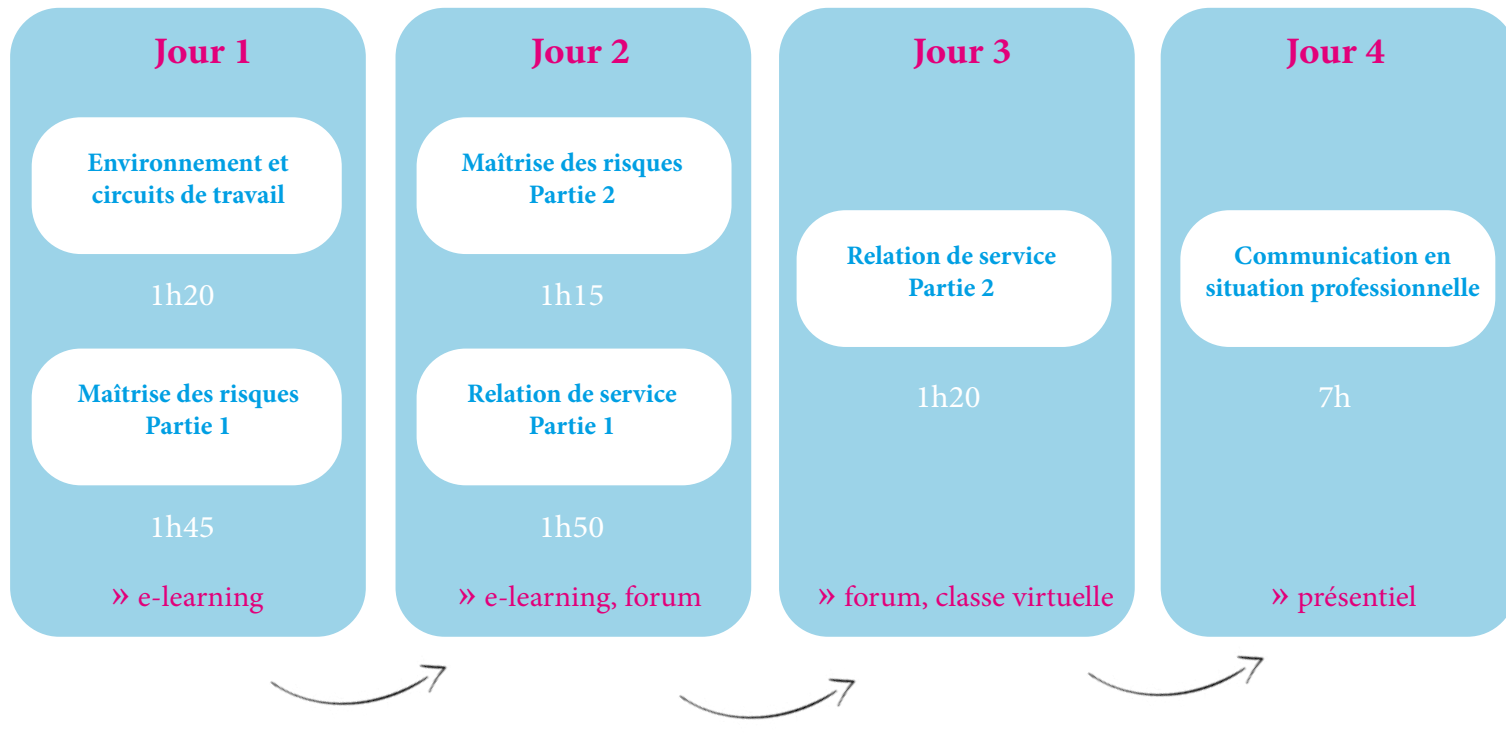 Jour 1
Environnement et
circuits de travail
1h20
Maîtrise des risques
Partie 1
1h45
» e-learning
Jour 2
Maîtrise des risques
Partie 2
1h15
Relation de service
Partie 1
1h50
» e-learning, forum
Jour 3
Relation de service
Partie 2
1h20
» forum, classe virtuelle
Jour 4
Communication en
situation professionnelle
7h
» présentiel